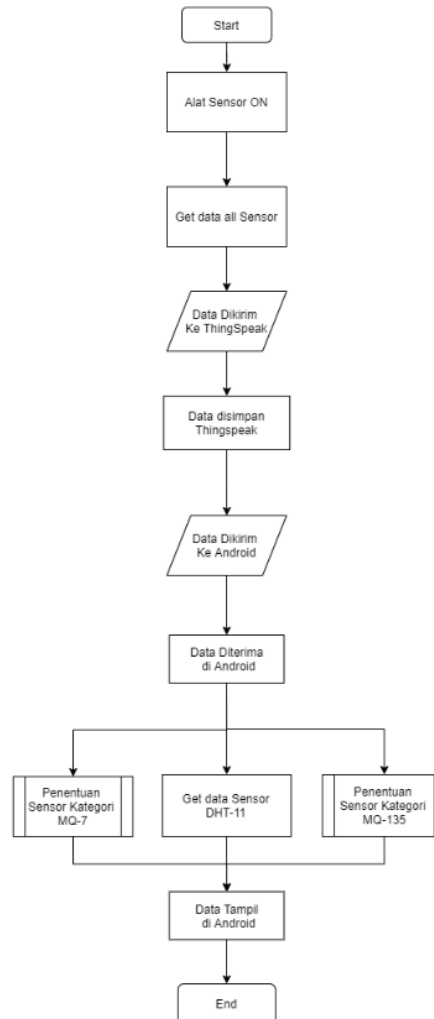 Start
Alat Sensor ON
Get data all Sensor
Data Dikirim
Ke ThingSpeak
Data disimpan
Thingspeak
Data Dikirim
Ke Android
Data Diterima
di Android
Penentuan
Sensor Kategori
MQ-7
Get data Sensor
DHT-11
Penentuan
Sensor Kategori
MQ-135
Data Tampil
di Android
End